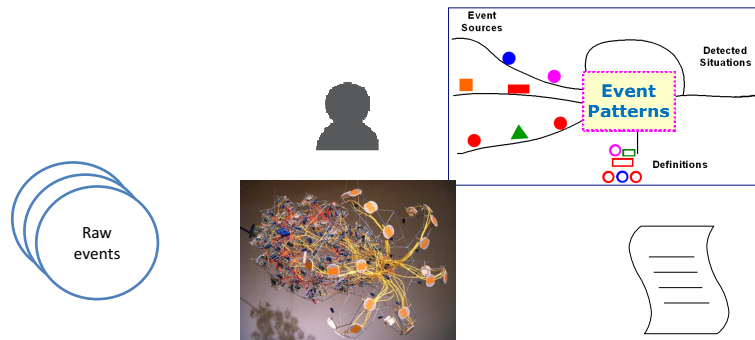 Event
Sources
Detected
Situations
Event
Patterns
Definitions
Raw
events